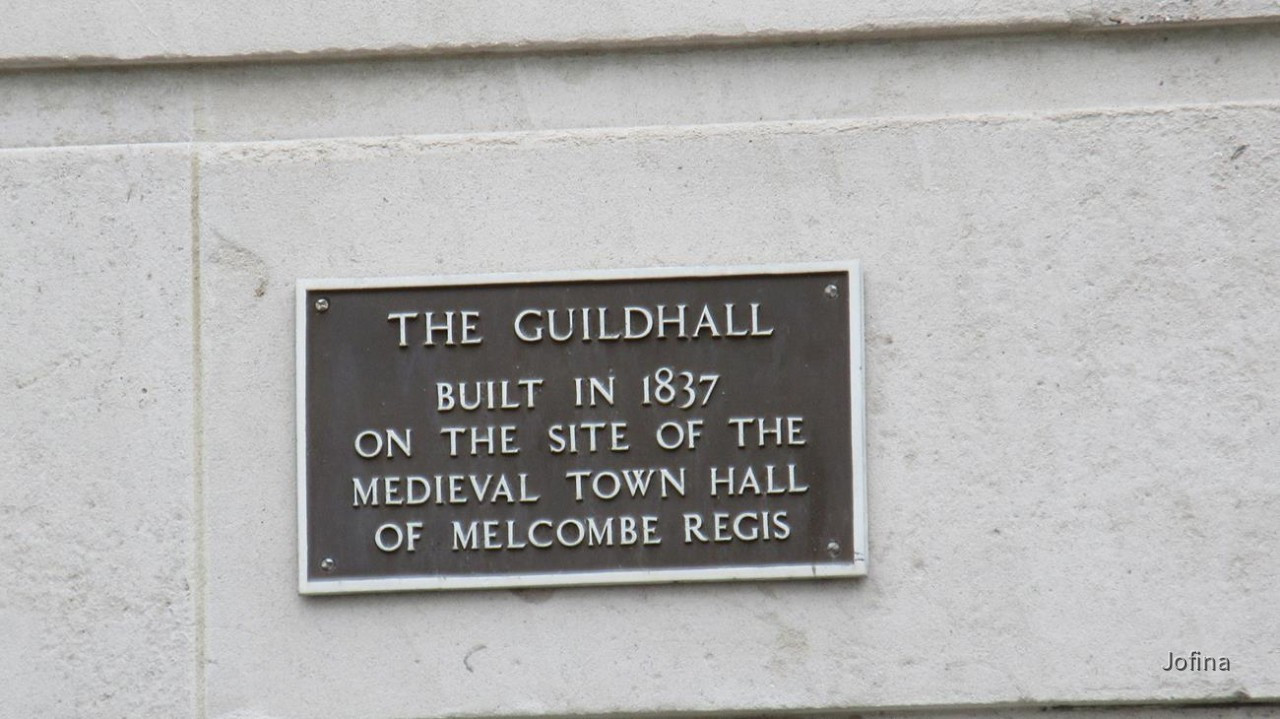 THE GUILDHALL
BUILT IN 1837
ON THE SITE OF THE
MEDIEVAL TOWN HALL
OF MELCOMBE REGIS
Jofina